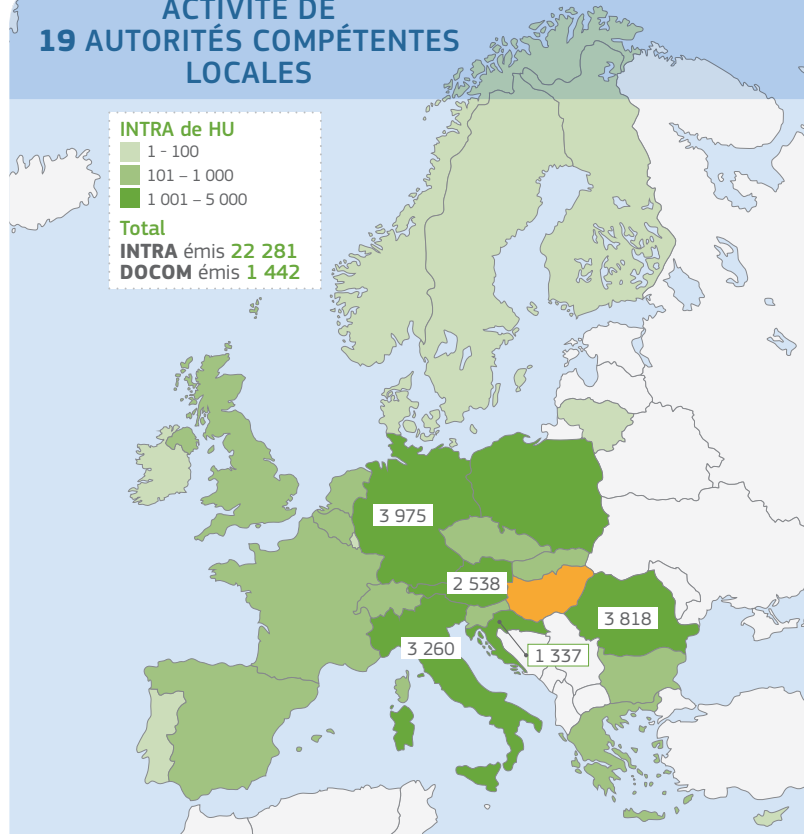 ACTIVITÉ DE
19 AUTORITÉS COMPÉTENTES
LOCALES
INTRA de HU
1 - 100
101 – 1 000
1 001 – 5 000
Total
INTRA émis 22 281
DOCOM émis 1 442
3 975
2 538
3 818
3 260
1 337